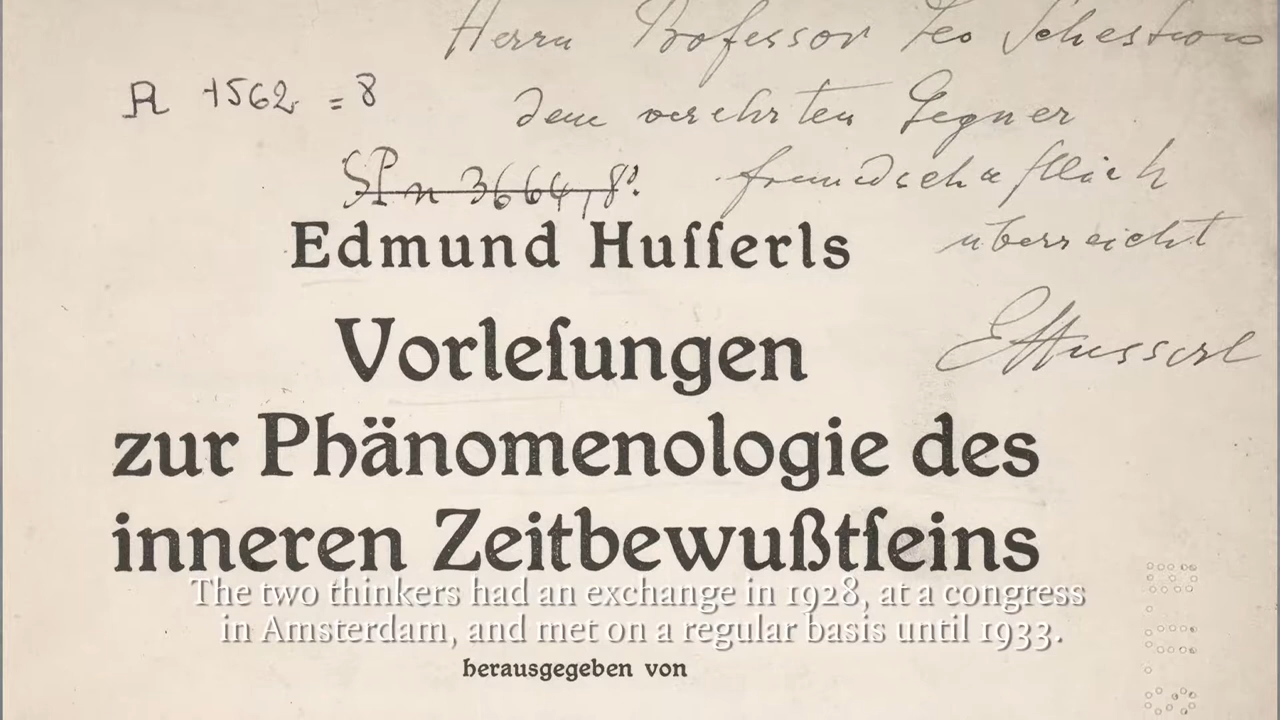 Herrn Professor Leo Schestow
dem verehrten Gegner
freundschaftlich
überreicht
EHusserl
R 1562 = 8
SPn 3664, 8°.
Edmund Huſſerls
Vorleſungen
zur Phänomenologie des
inneren Zeitbewußtſeins
The two thinkers had an exchange in 1928, at a congress
in Amsterdam, and met on a regular basis until 1933.
herausgegeben von